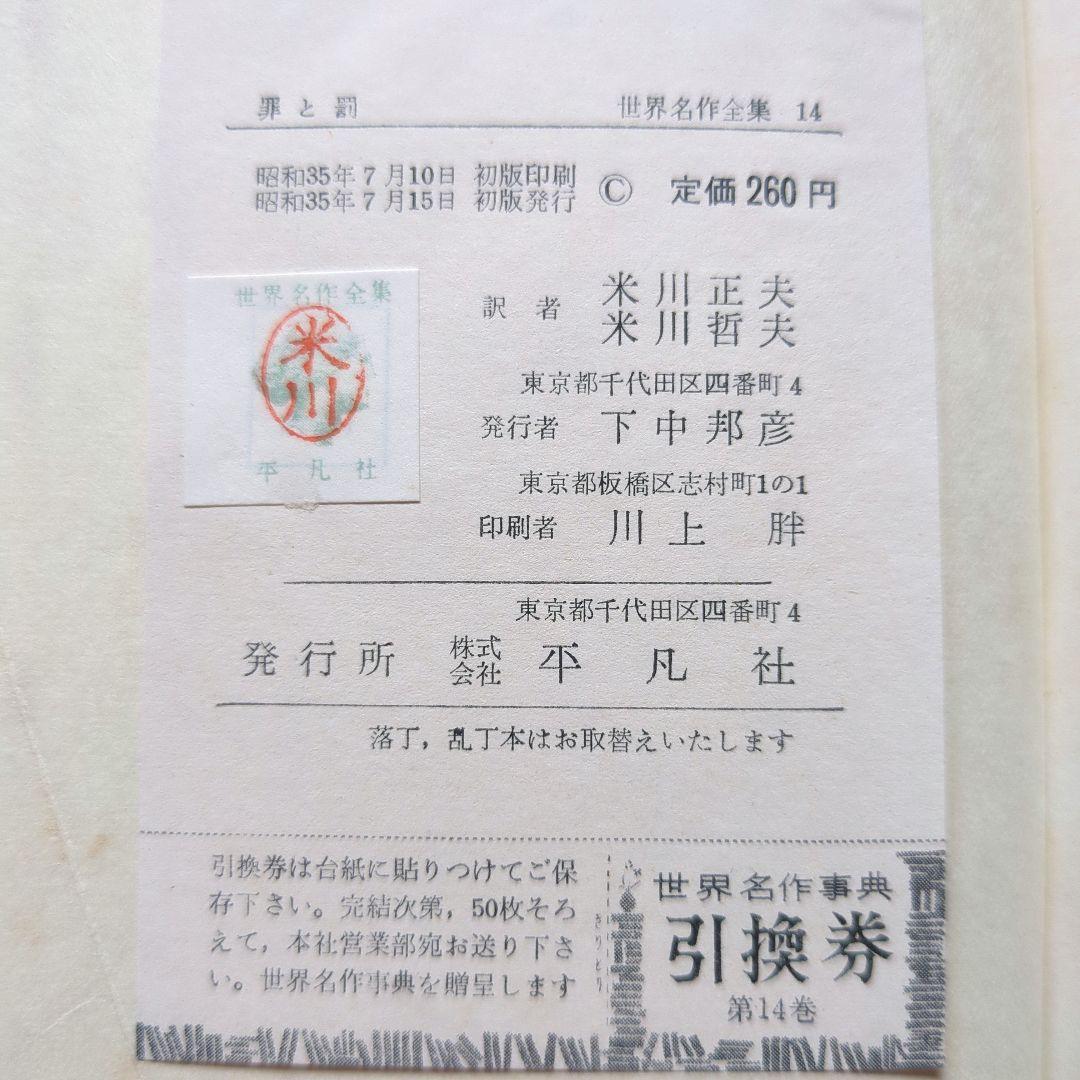 罪と罰 世界名作全集 14
昭和35年7月10日 初版印刷
昭和35年7月15日 初版発行
© 定価260円
世界名作全集
米川
平凡社
訳者 米川正夫
米川哲夫
東京都千代田区四番町4
発行者 下中邦彦
東京都板橋区志村町1の1
印刷者 川上胖
東京都千代田区四番町4
発行所 株式会社 平凡社
落丁,乱丁本はお取替えいたします
引換券は台紙に貼りつけてご保
存下さい。完結次第,50枚そろ
えて,本社営業部宛お送り下さ
い。世界名作事典を贈呈します
きりとり
世界名作事典
引換券
第14巻